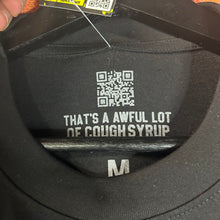 THAT'S A AWFUL LOT
OF COUGH SYRUP
M